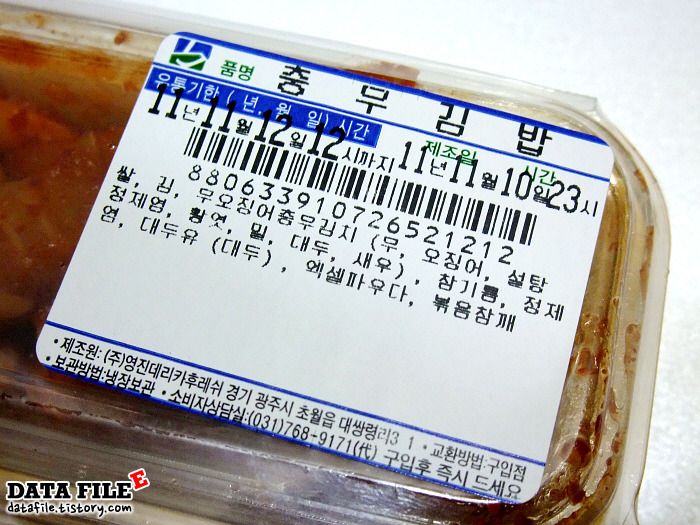 품명 충무김밥
유통기한 (년 월 일) 시간 제조일 시간
11년11월12일12시까지 11년11월10일23시
8806339107265212​12
쌀, 김, 무오징어충무김치 (무, 오징어, 설탕
정제염, 황엿, 밀, 대두, 새우), 참기름, 정제
염, 대두유 (대두), 엑셀파우다, 볶음참깨
•제조원: (주)영진데리카후레쉬 경기 광주시 초월읍 대쌍령리3 1 •교환방법:구입점
•보관방법:냉장보관 •소비자상담실:(031)768-9171(代) 구입후 즉시 드세요
DATA FILE E
datafile.tistory.com